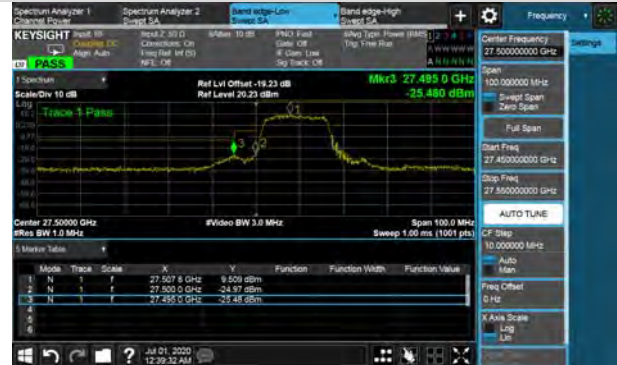 Spectrum Analyzer 1
Channel Power
Spectrum Analyzer 2
Swept SA
Band edge-Low
Swept SA
Band edge-High
Swept SA
+
Frequency
KEYSIGHT
Input: RF
Coupling: DC
Align: Auto
Input Z: 50 Ω
Corrections: On
Freq Ref: Int (S)
NFE: Off
#Atten: 10 dB
PNO: Fast
Gate: Off
IF Gain: Low
Sig Track: Off
#Avg Type: Power (RMS)
Trig: Free Run
PASS
1 Spectrum
Scale/Div 10 dB
Log
Ref Lvl Offset -19.23 dB
Ref Level 20.23 dBm
Mkr3 27.495 0 GHz
-25.480 dBm
Trace 1 Pass
1
3
2
Center 27.50000 GHz
#Res BW 1.0 MHz
#Video BW 3.0 MHz
Span 100.0 MHz
Sweep 1.00 ms (1001 pts)
5 Marker Table
Mode Trace Scale X Y Function Function Width Function Value
1 N 1 f 27.507 6 GHz 9.509 dBm
2 N 1 f 27.500 0 GHz -24.97 dBm
3 N 1 f 27.495 0 GHz -25.48 dBm
4
5
6
Jul 01, 2020
12:39:32 AM
Center Frequency
27.500000000 GHz
Settings
Span
100.000000 MHz
Swept Span
Zero Span
Full Span
Start Freq
27.450000000 GHz
Stop Freq
27.550000000 GHz
AUTO TUNE
CF Step
10.000000 MHz
Auto
Man
Freq Offset
0 Hz
X Axis Scale
Log
Lin